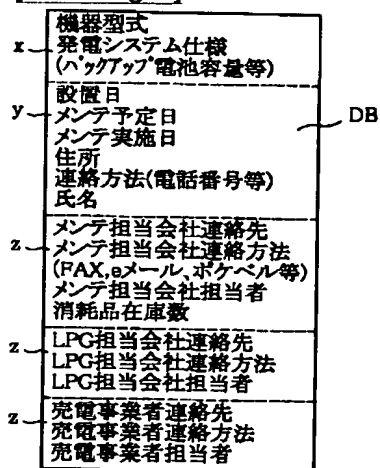 機器型式
x 発電システム仕様
(バックアップ電池容量等)
設置日
y メンテ予定日
DB
メンテ実施日
住所
連絡方法(電話番号等)
氏名
メンテ担当会社連絡先
z メンテ担当会社連絡方法
(FAX,eメール、ポケベル等)
メンテ担当会社担当者
消耗品在庫数
z LPG担当会社連絡先
LPG担当会社連絡方法
LPG担当会社担当者
z 売電事業者連絡先
売電事業者連絡方法
売電事業者担当者